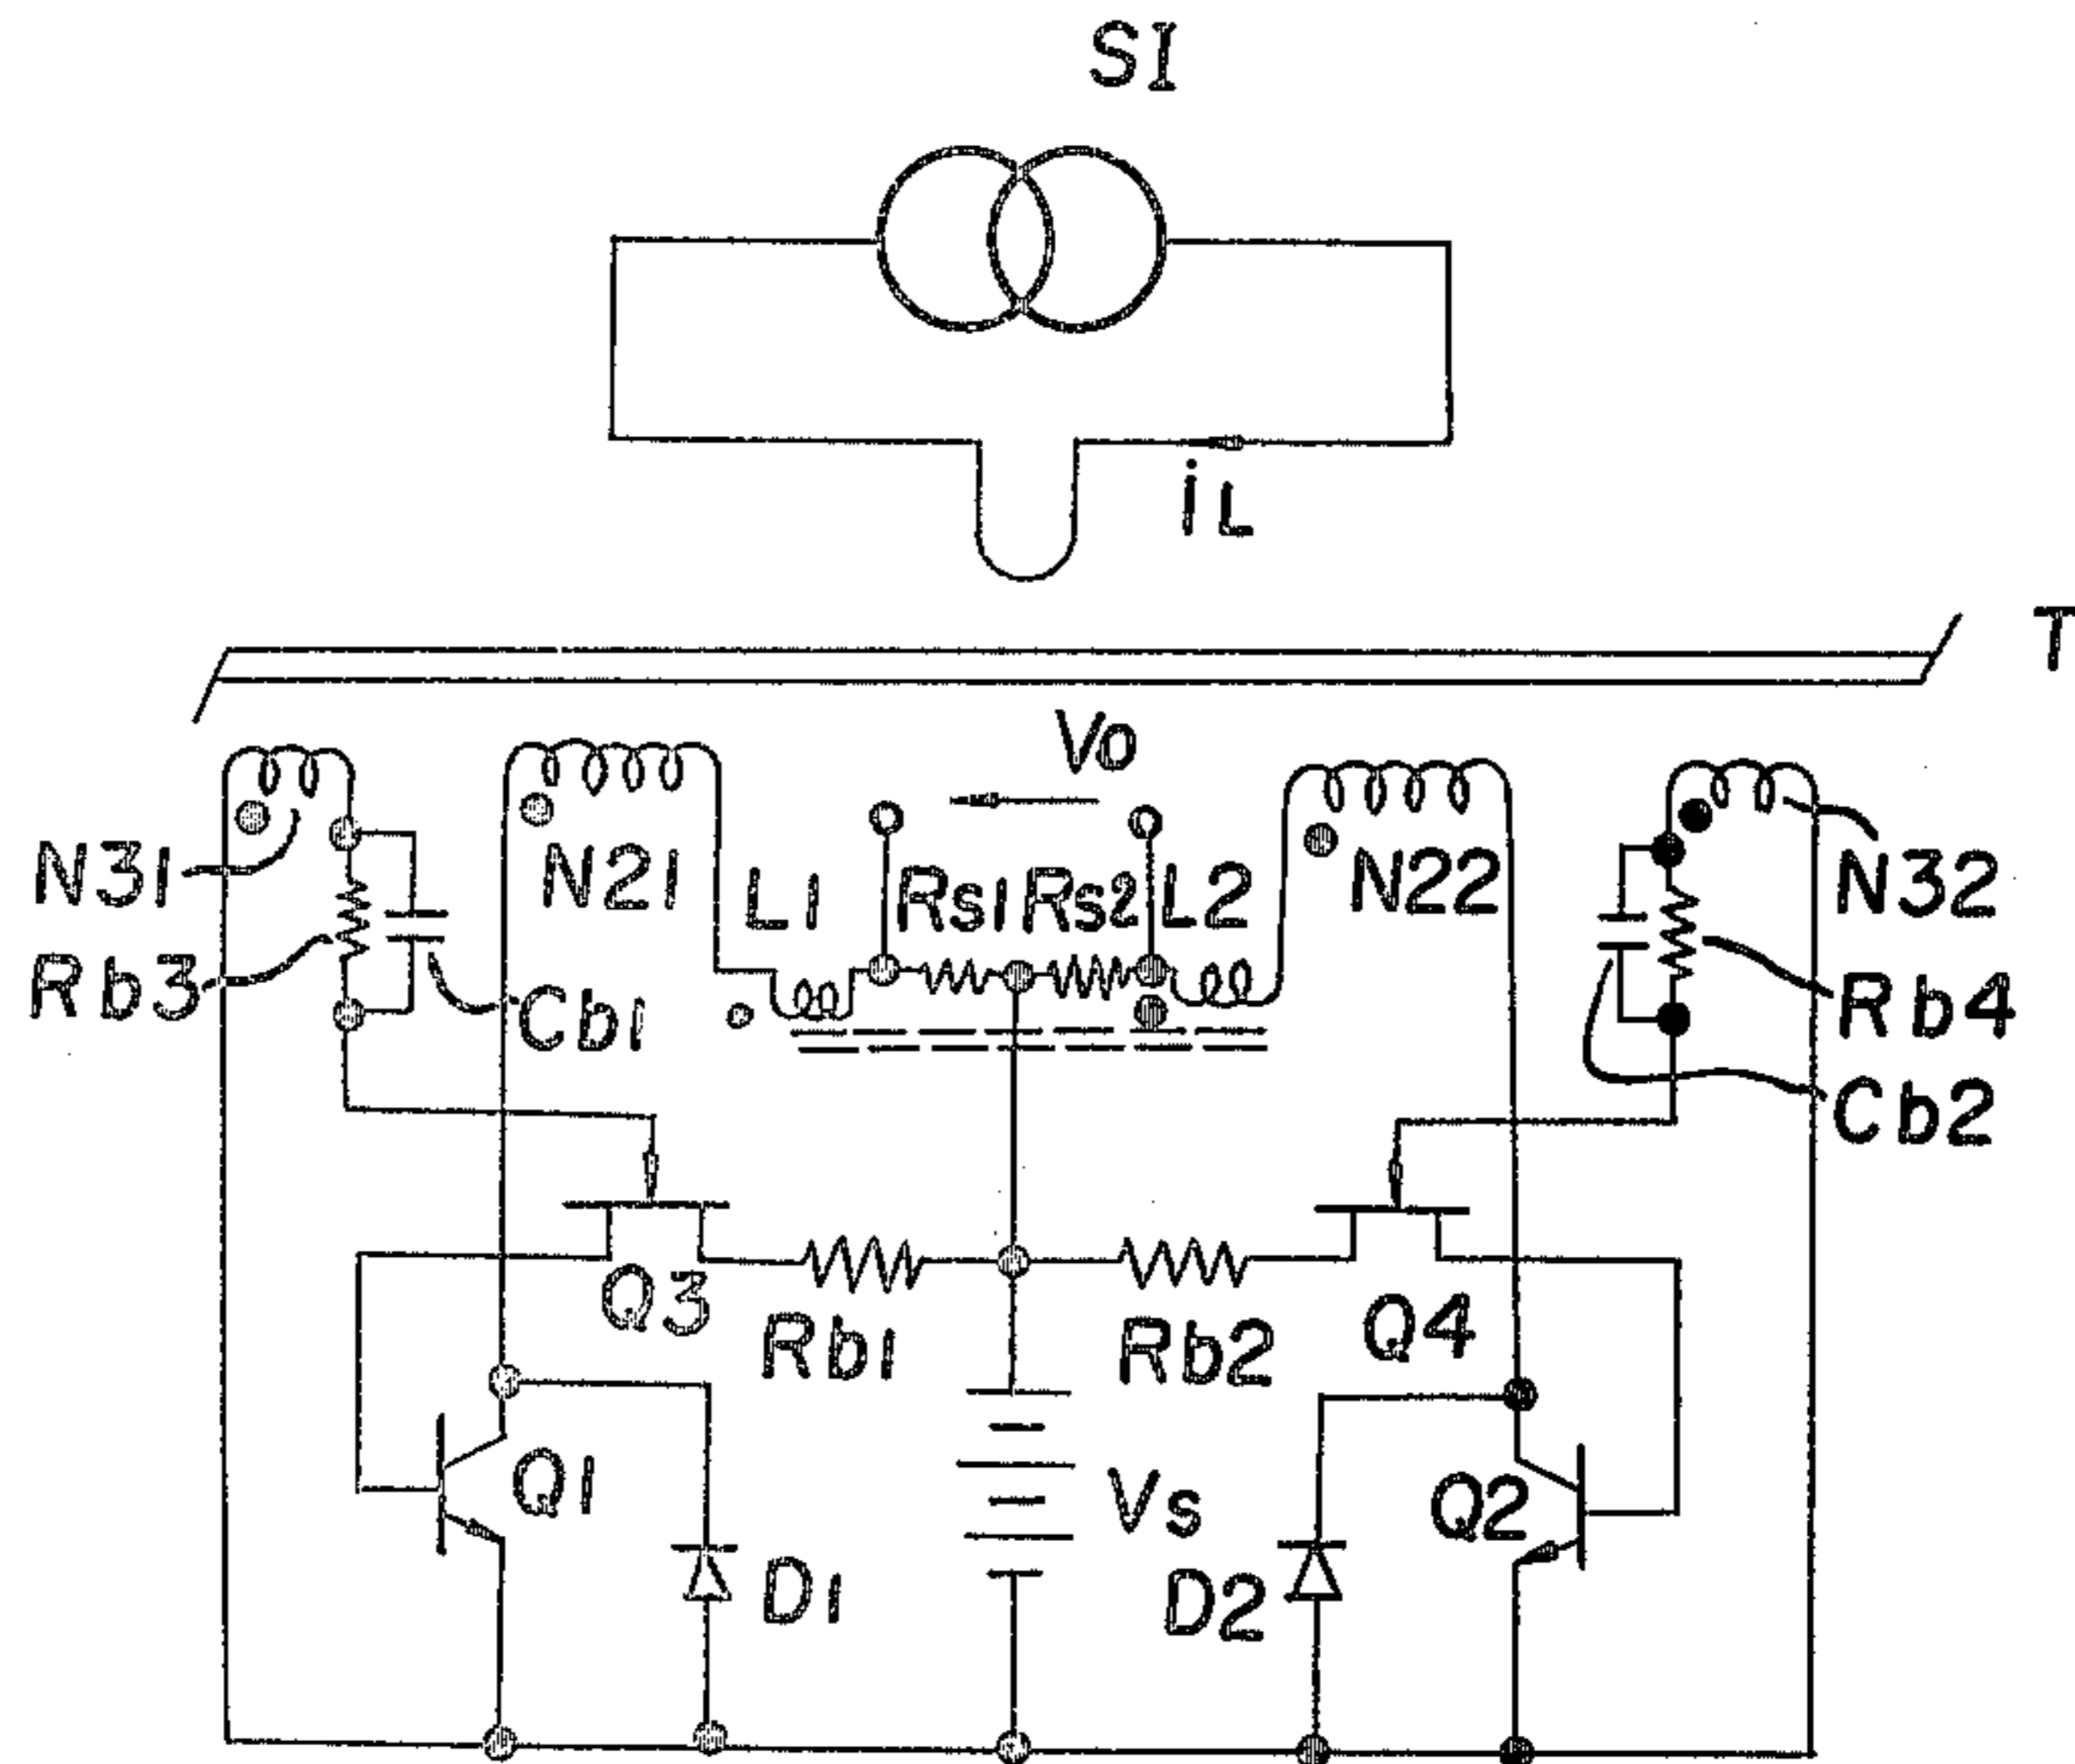 SI
iL
T
Vo
N31
N21
L1
Rs1
Rs2
L2
N22
N32
Rb3
Cb1
Rb4
Cb2
Q3
Rb1
Rb2
Q4
Q1
Vs
Q2
D1
D2